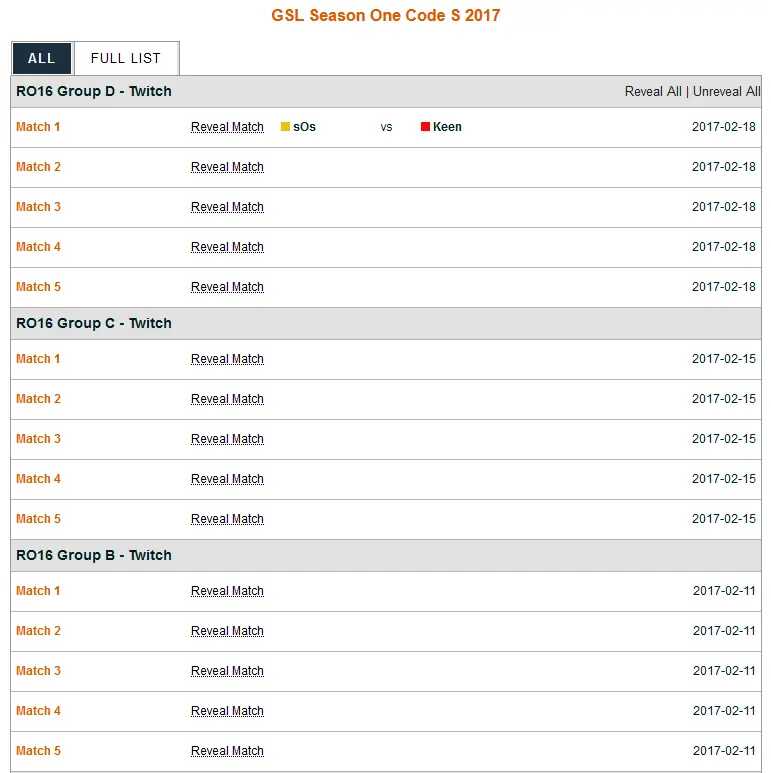 GSL Season One Code S 2017
ALL FULL LIST
RO16 Group D - Twitch Reveal All | Unreveal All
Match 1 Reveal Match sOs vs Keen 2017-02-18
Match 2 Reveal Match 2017-02-18
Match 3 Reveal Match 2017-02-18
Match 4 Reveal Match 2017-02-18
Match 5 Reveal Match 2017-02-18
RO16 Group C - Twitch
Match 1 Reveal Match 2017-02-15
Match 2 Reveal Match 2017-02-15
Match 3 Reveal Match 2017-02-15
Match 4 Reveal Match 2017-02-15
Match 5 Reveal Match 2017-02-15
RO16 Group B - Twitch
Match 1 Reveal Match 2017-02-11
Match 2 Reveal Match 2017-02-11
Match 3 Reveal Match 2017-02-11
Match 4 Reveal Match 2017-02-11
Match 5 Reveal Match 2017-02-11